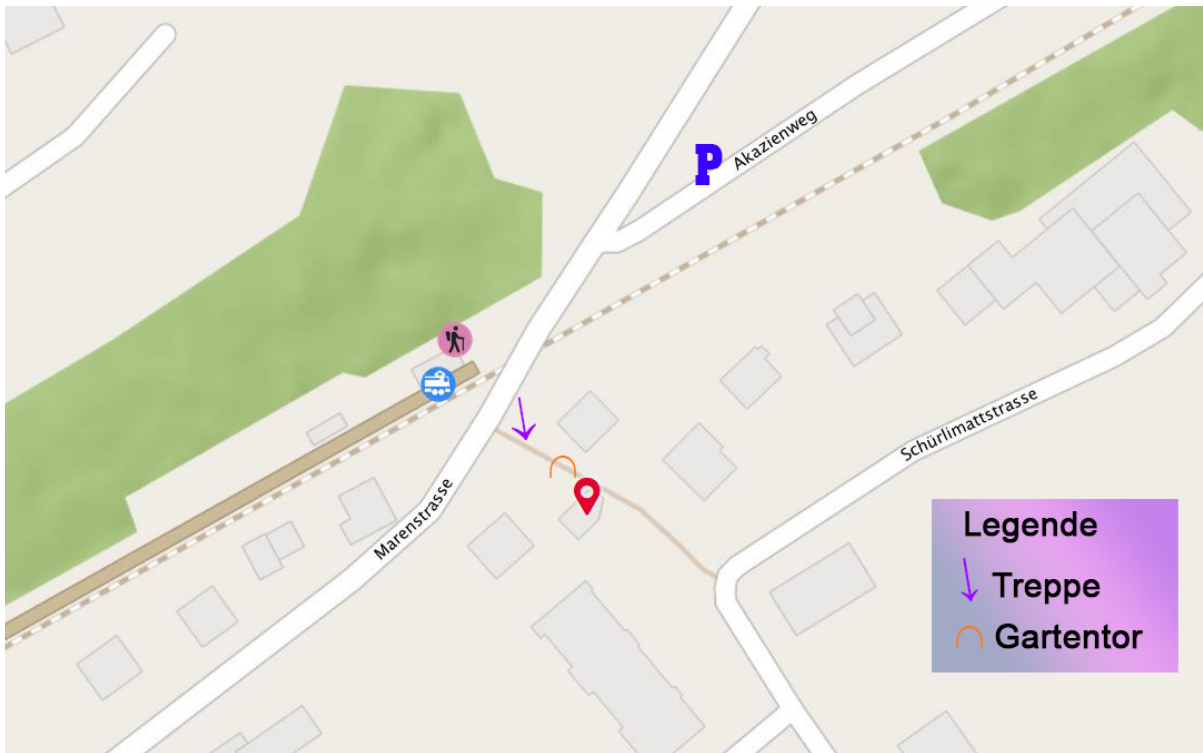 P
Akazienweg
Schürlimattstrasse
Marenstrasse
Legende
Treppe
Gartentor